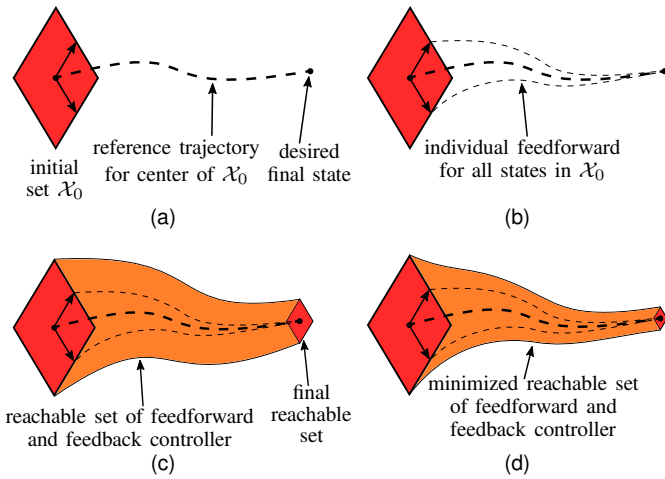 initial
set 𝒳₀
reference trajectory
for center of 𝒳₀
desired
final state
(a)
individual feedforward
for all states in 𝒳₀
(b)
reachable set of feedforward
and feedback controller
final
reachable
set
(c)
minimized reachable set
of feedforward and
feedback controller
(d)